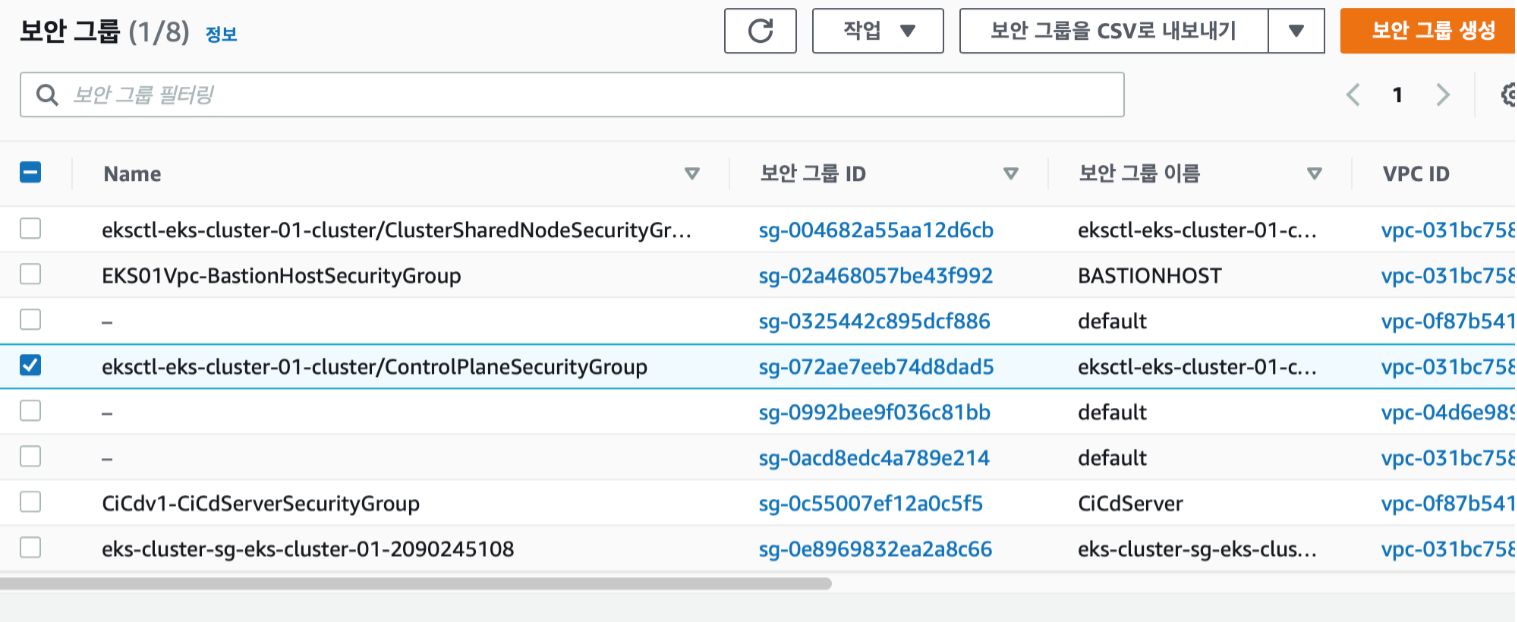 보안 그룹 (1/8) 정보 작업 보안 그룹을 CSV로 내보내기 보안 그룹 생성
보안 그룹 필터링 1
Name 보안 그룹 ID 보안 그룹 이름 VPC ID
eksctl-eks-cluster-01-cluster/ClusterSharedNodeSecurityGr... sg-004682a55aa12d6cb eksctl-eks-cluster-01-c... vpc-031bc758
EKS01Vpc-BastionHostSecurityGroup sg-02a468057be43f992 BASTIONHOST vpc-031bc758
– sg-0325442c895dcf886 default vpc-0f87b541
eksctl-eks-cluster-01-cluster/ControlPlaneSecurityGroup sg-072ae7eeb74d8dad5 eksctl-eks-cluster-01-c... vpc-031bc758
– sg-0992bee9f036c81bb default vpc-04d6e989
– sg-0acd8edc4a789e214 default vpc-031bc758
CiCdv1-CiCdServerSecurityGroup sg-0c55007ef12a0c5f5 CiCdServer vpc-0f87b541
eks-cluster-sg-eks-cluster-01-2090245108 sg-0e8969832ea2a8c66 eks-cluster-sg-eks-clus... vpc-031bc758